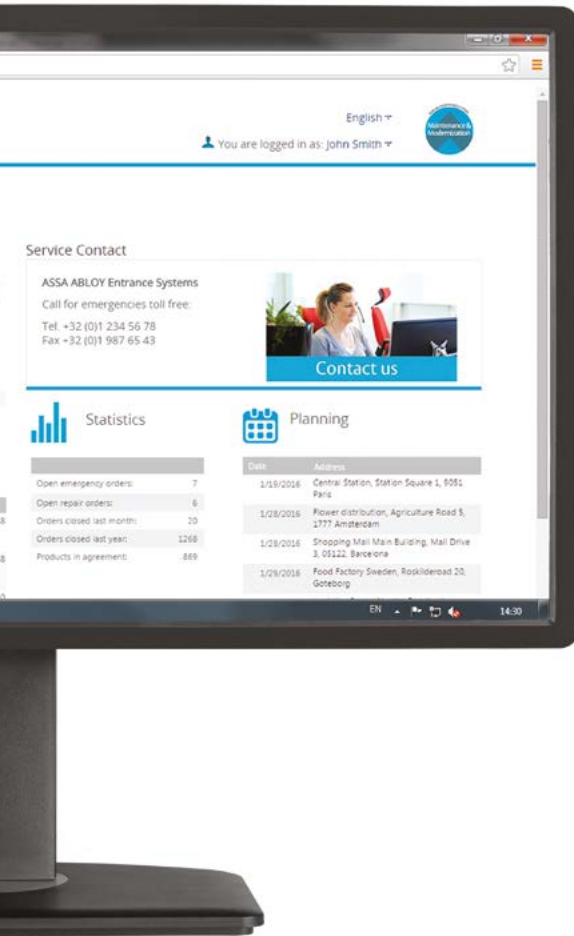 English
You are logged in as: John Smith
Maintenance &
Modernization
Service Contact
ASSA ABLOY Entrance Systems
Call for emergencies toll free:
Tel. +32 (0)1 234 56 78
Fax +32 (0)1 987 65 43
Contact us
Statistics
Open emergency orders: 7
Open repair orders: 6
Orders closed last month: 20
Orders closed last year: 1268
Products in agreement: 869
Planning
Date Address
1/19/2016 Central Station, Station Square 1, 9051
Paris
1/28/2016 Flower distribution, Agriculture Road 5,
1777 Amsterdam
1/28/2016 Shopping Mall Main Building, Mall Drive
3, 05122, Barcelona
1/29/2016 Food Factory Sweden, Roskilderoad 20,
Goteborg
8
8
0
EN 14:30